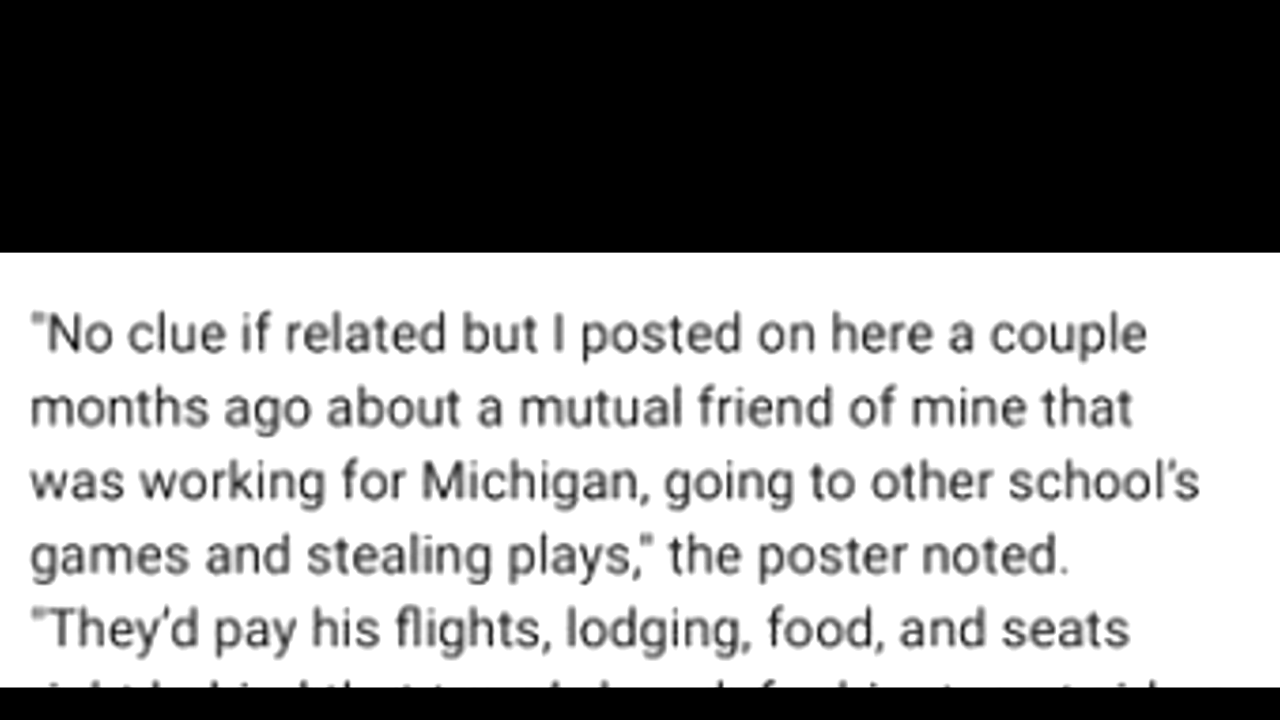 "No clue if related but I posted on here a couple
months ago about a mutual friend of mine that
was working for Michigan, going to other school's
games and stealing plays," the poster noted.
"They'd pay his flights, lodging, food, and seats